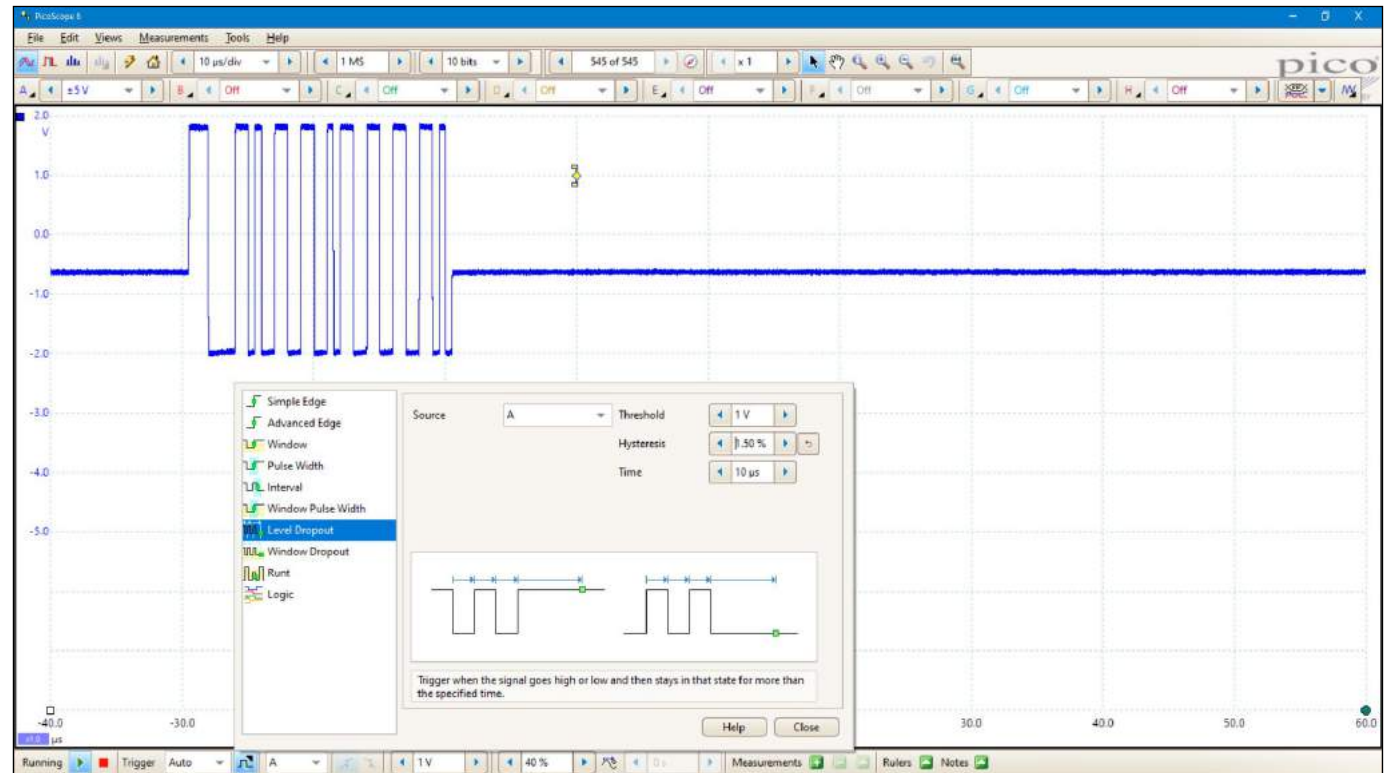 PicoScope 6
File Edit Views Measurements Tools Help
10 µs/div 1 MS 10 bits 545 of 545 x 1
pico
A ±5 V B Off C Off D Off E Off F Off G Off H Off
2.0
V
1.0
0.0
-1.0
-2.0
-3.0
-4.0
-5.0
Simple Edge
Advanced Edge
Window
Pulse Width
Interval
Window Pulse Width
Level Dropout
Window Dropout
Runt
Logic
Source A Threshold 1 V
Hysteresis 1.50 %
Time 10 µs
Trigger when the signal goes high or low and then stays in that state for more than
the specified time.
Help Close
-40.0 -30.0 30.0 40.0 50.0 60.0
x1.0 µs
Running Trigger Auto A 1 V 40 % 0 s Measurements Rulers Notes